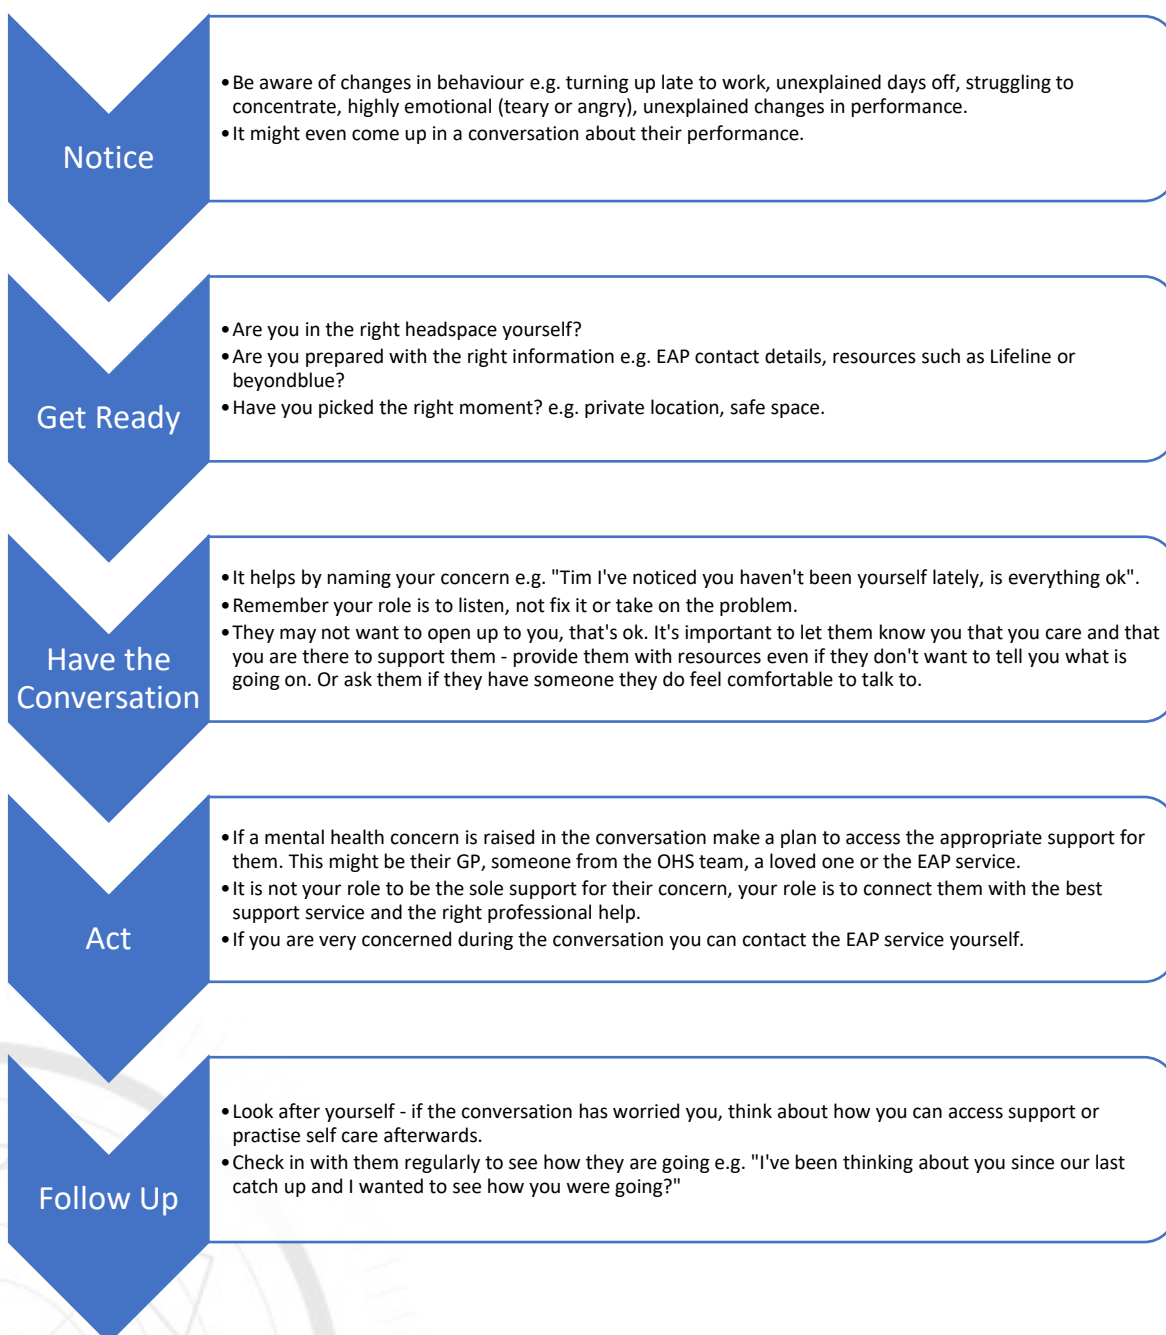 Notice
•Be aware of changes in behaviour e.g. turning up late to work, unexplained days off, struggling to
concentrate, highly emotional (teary or angry), unexplained changes in performance.
•It might even come up in a conversation about their performance.
Get Ready
•Are you in the right headspace yourself?
•Are you prepared with the right information e.g. EAP contact details, resources such as Lifeline or
beyondblue?
•Have you picked the right moment? e.g. private location, safe space.
Have the
Conversation
•It helps by naming your concern e.g. "Tim I've noticed you haven't been yourself lately, is everything ok".
•Remember your role is to listen, not fix it or take on the problem.
•They may not want to open up to you, that's ok. It's important to let them know you that you care and that
you are there to support them - provide them with resources even if they don't want to tell you what is
going on. Or ask them if they have someone they do feel comfortable to talk to.
Act
•If a mental health concern is raised in the conversation make a plan to access the appropriate support for
them. This might be their GP, someone from the OHS team, a loved one or the EAP service.
•It is not your role to be the sole support for their concern, your role is to connect them with the best
support service and the right professional help.
•If you are very concerned during the conversation you can contact the EAP service yourself.
Follow Up
•Look after yourself - if the conversation has worried you, think about how you can access support or
practise self care afterwards.
•Check in with them regularly to see how they are going e.g. "I've been thinking about you since our last
catch up and I wanted to see how you were going?"